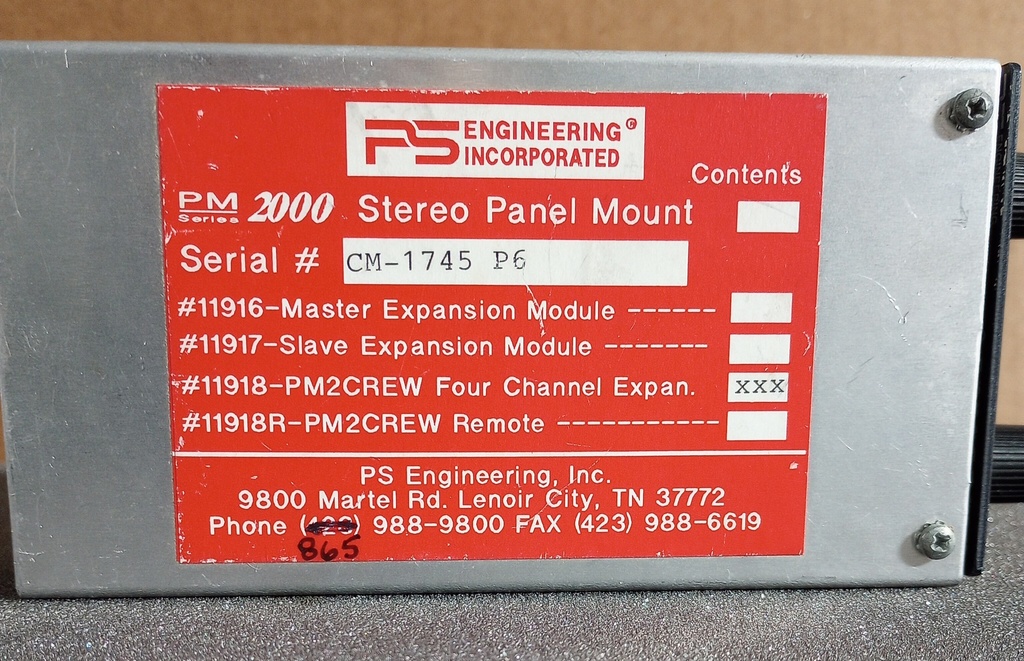 PS ENGINEERING©
INCORPORATED
Contents
PM Series 2000 Stereo Panel Mount
Serial # CM-1745 P6
#11916-Master Expansion Module ------
#11917-Slave Expansion Module -------
#11918-PM2CREW Four Channel Expan. XXX
#11918R-PM2CREW Remote -----------
PS Engineering, Inc.
9800 Martel Rd. Lenoir City, TN 37772
Phone (423) 988-9800 FAX (423) 988-6619
865